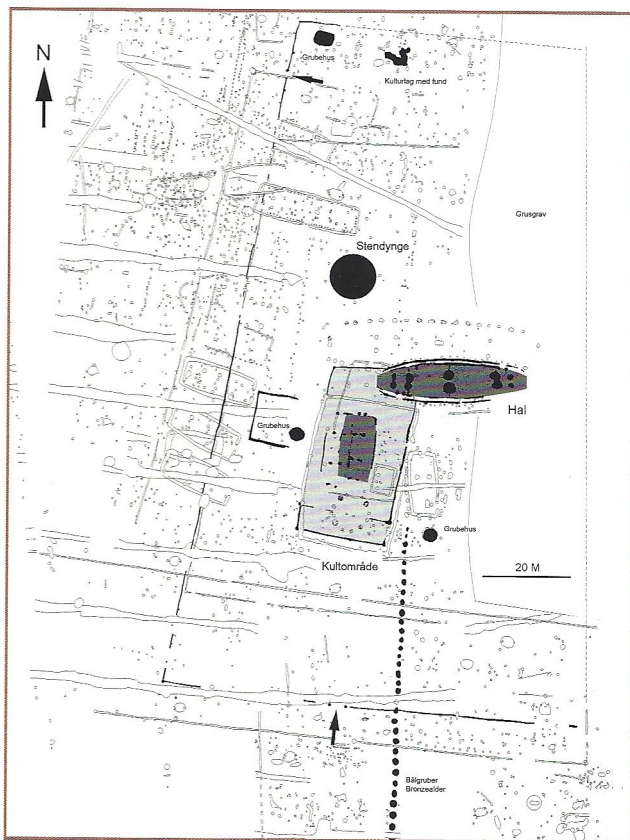 N
Grubehus
Kulturlag med fund
Grusgrav
Stendynge
Hal
Grubehus
Grubehus
Kultområde
20 M
Bålgruber
Bronzealder